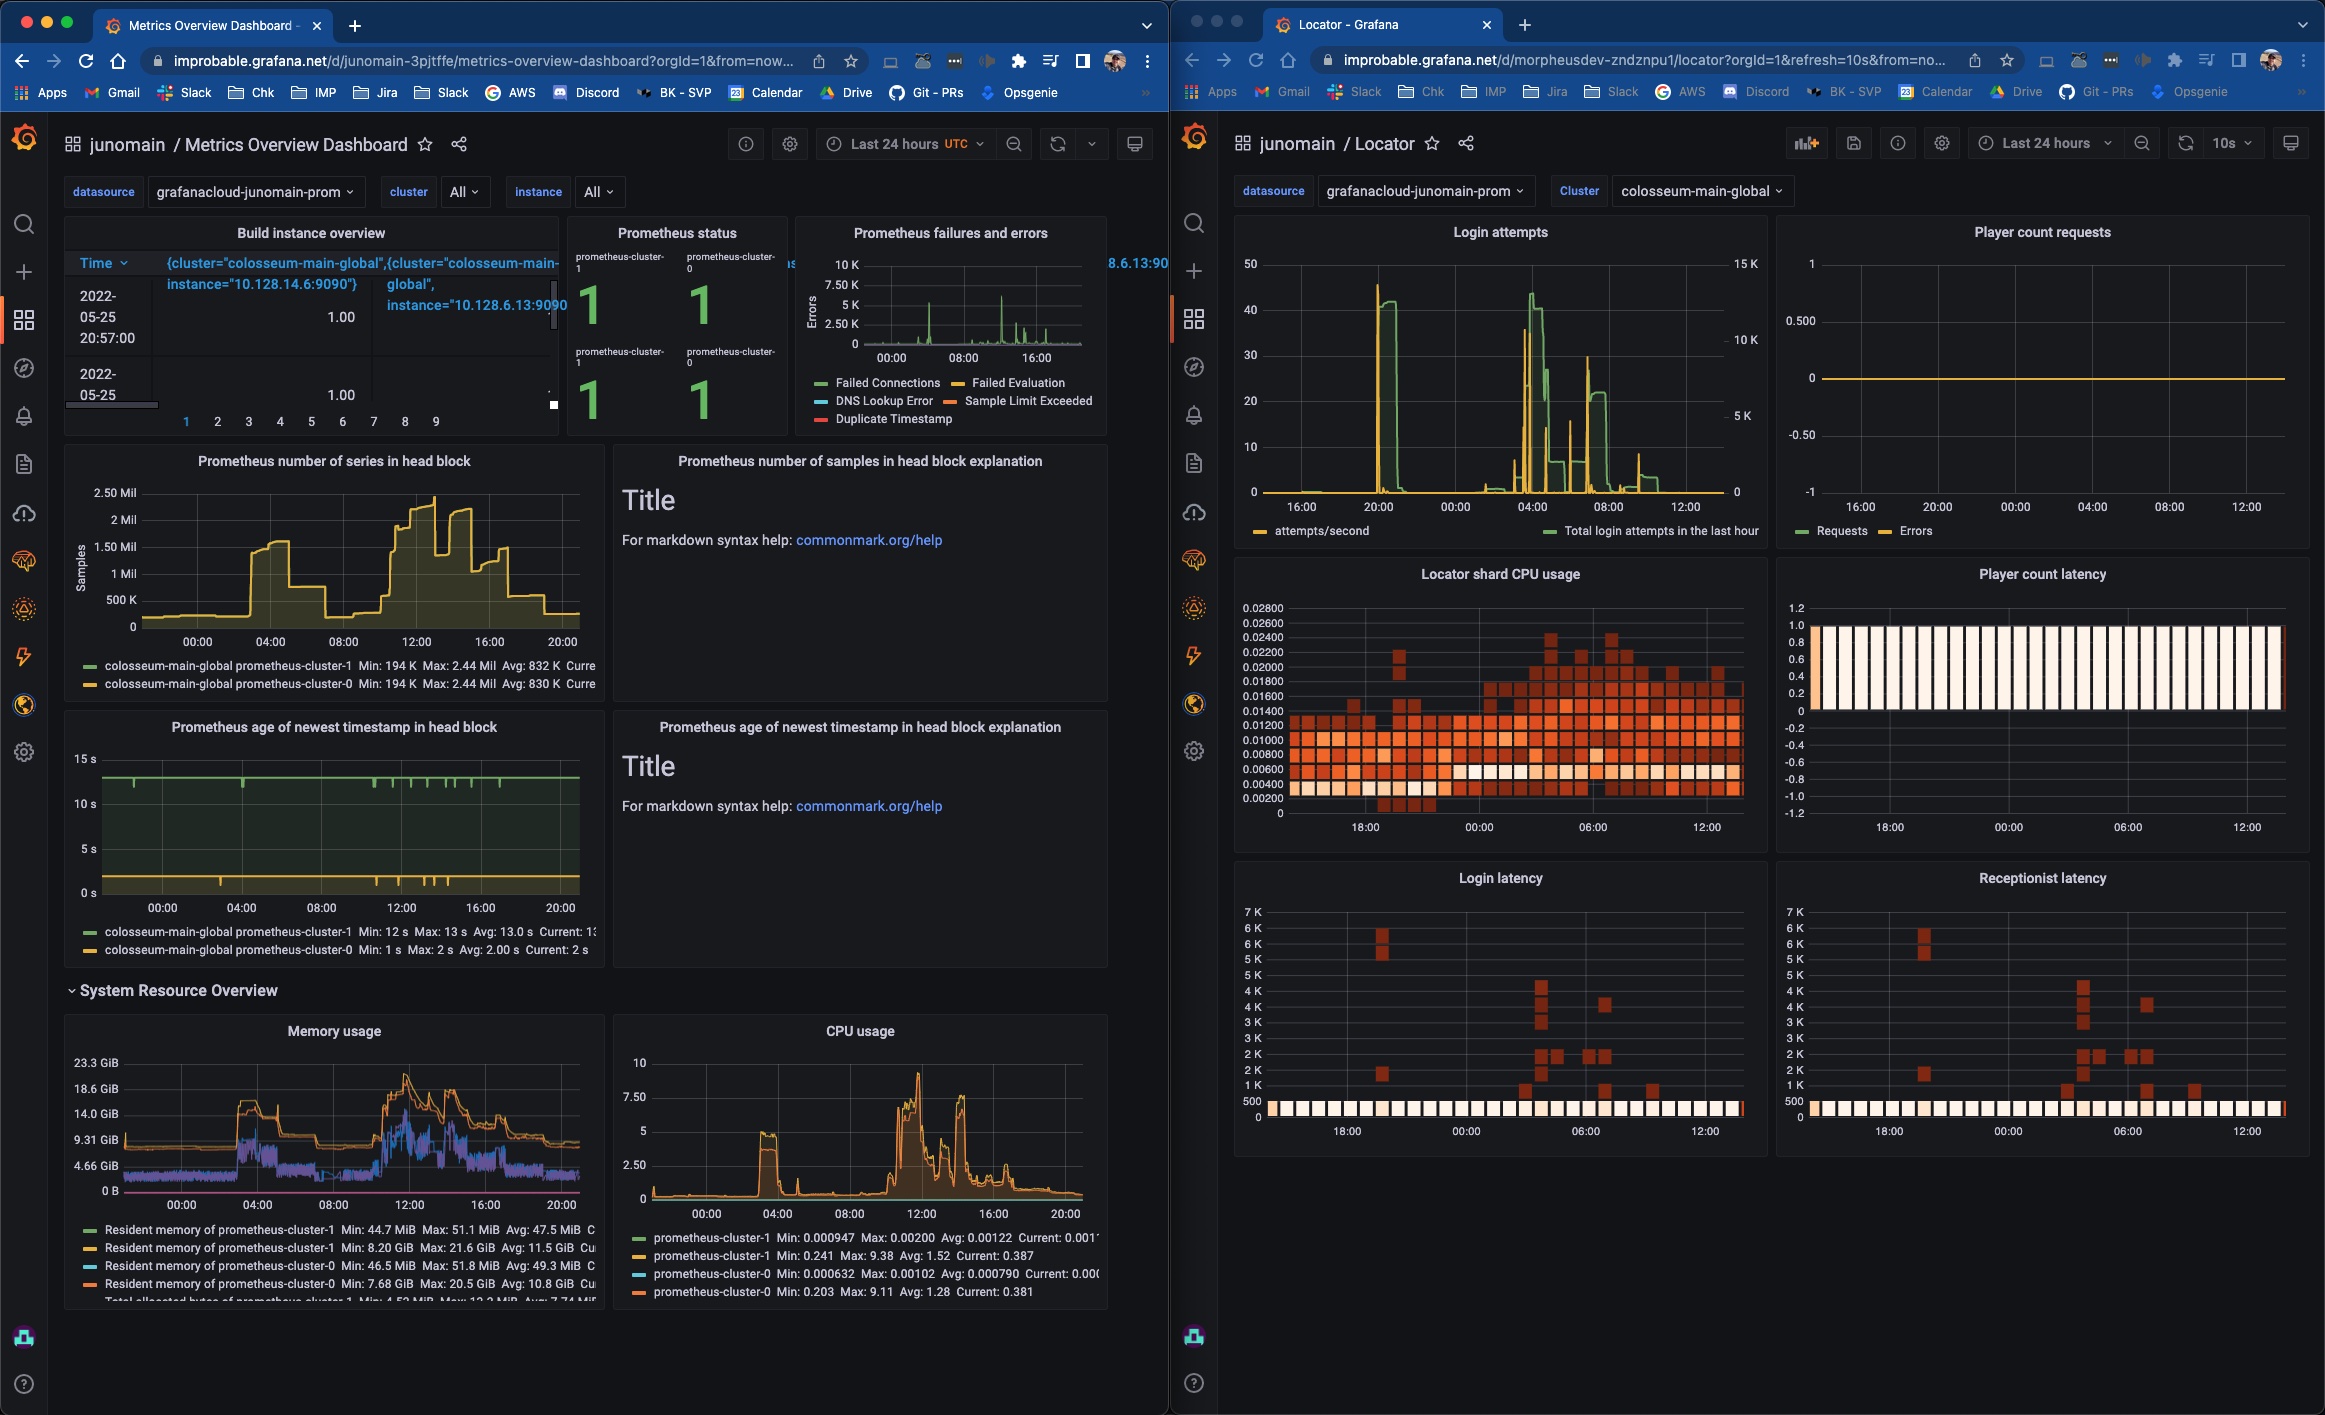 Metrics Overview Dashboard -
improbable.grafana.net/d/junomain-3pjtffe/metrics-overview-dashboard?orgId=1&from=now...
Apps Gmail Slack Chk IMP Jira Slack AWS Discord BK - SVP Calendar Drive Git - PRs Opsgenie
junomain / Metrics Overview Dashboard
Last 24 hours UTC
datasource grafanacloud-junomain-prom cluster All instance All
Build instance overview
Time {cluster="colosseum-main-global", {cluster="colosseum-main-
instance="10.128.14.6:9090"} global",
instance="10.128.6.13:9090
8.6.13:90
2022-
05-25
20:57:00
1.00
2022-
05-25
1.00
1 2 3 4 5 6 7 8 9
Prometheus status
prometheus-cluster-
1
1
prometheus-cluster-
0
1
prometheus-cluster-
1
1
prometheus-cluster-
0
1
Prometheus failures and errors
Errors
10 K
7.50 K
5 K
2.50 K
0
00:00 08:00 16:00
Failed Connections Failed Evaluation
DNS Lookup Error Sample Limit Exceeded
Duplicate Timestamp
Prometheus number of series in head block
Samples
2.50 Mil
2 Mil
1.50 Mil
1 Mil
500 K
0
00:00 04:00 08:00 12:00 16:00 20:00
colosseum-main-global prometheus-cluster-1 Min: 194 K Max: 2.44 Mil Avg: 832 K Curre
colosseum-main-global prometheus-cluster-0 Min: 194 K Max: 2.44 Mil Avg: 830 K Curre
Prometheus number of samples in head block explanation
Title
For markdown syntax help: commonmark.org/help
Prometheus age of newest timestamp in head block
15 s
10 s
5 s
0 s
00:00 04:00 08:00 12:00 16:00 20:00
colosseum-main-global prometheus-cluster-1 Min: 12 s Max: 13 s Avg: 13.0 s Current: 13
colosseum-main-global prometheus-cluster-0 Min: 1 s Max: 2 s Avg: 2.00 s Current: 2 s
Prometheus age of newest timestamp in head block explanation
Title
For markdown syntax help: commonmark.org/help
System Resource Overview
Memory usage
23.3 GiB
18.6 GiB
14.0 GiB
9.31 GiB
4.66 GiB
0 B
00:00 04:00 08:00 12:00 16:00 20:00
Resident memory of prometheus-cluster-1 Min: 44.7 MiB Max: 51.1 MiB Avg: 47.5 MiB C
Resident memory of prometheus-cluster-1 Min: 8.20 GiB Max: 21.6 GiB Avg: 11.5 GiB Cu
Resident memory of prometheus-cluster-0 Min: 46.5 MiB Max: 51.8 MiB Avg: 49.3 MiB C
Resident memory of prometheus-cluster-0 Min: 7.68 GiB Max: 20.5 GiB Avg: 10.8 GiB Cu
CPU usage
10
7.50
5
2.50
0
00:00 04:00 08:00 12:00 16:00 20:00
prometheus-cluster-1 Min: 0.000947 Max: 0.00200 Avg: 0.00122 Current: 0.001
prometheus-cluster-1 Min: 0.241 Max: 9.38 Avg: 1.52 Current: 0.387
prometheus-cluster-0 Min: 0.000632 Max: 0.00102 Avg: 0.000790 Current: 0.000
prometheus-cluster-0 Min: 0.203 Max: 9.11 Avg: 1.28 Current: 0.381
Locator - Grafana
improbable.grafana.net/d/morpheusdev-zndznpu1/locator?orgId=1&refresh=10s&from=no...
Apps Gmail Slack Chk IMP Jira Slack AWS Discord BK - SVP Calendar Drive Git - PRs Opsgenie
junomain / Locator
Last 24 hours 10s
datasource grafanacloud-junomain-prom Cluster colosseum-main-global
Login attempts
50
40
30
20
10
0
15 K
10 K
5 K
0
16:00 20:00 00:00 04:00 08:00 12:00
attempts/second Total login attempts in the last hour
Player count requests
1
0.500
0
-0.50
-1
16:00 20:00 00:00 04:00 08:00 12:00
Requests Errors
Locator shard CPU usage
0.02800
0.02600
0.02400
0.02200
0.02000
0.01800
0.01600
0.01400
0.01200
0.01000
0.00800
0.00600
0.00400
0.00200
0
18:00 00:00 06:00 12:00
Player count latency
1.2
1.0
0.8
0.6
0.4
0.2
0
-0.2
-0.4
-0.6
-0.8
-1.0
-1.2
18:00 00:00 06:00 12:00
Login latency
7 K
6 K
6 K
5 K
5 K
4 K
4 K
3 K
3 K
2 K
2 K
1 K
500
0
18:00 00:00 06:00 12:00
Receptionist latency
7 K
6 K
6 K
5 K
5 K
4 K
4 K
3 K
3 K
2 K
2 K
1 K
500
0
18:00 00:00 06:00 12:00